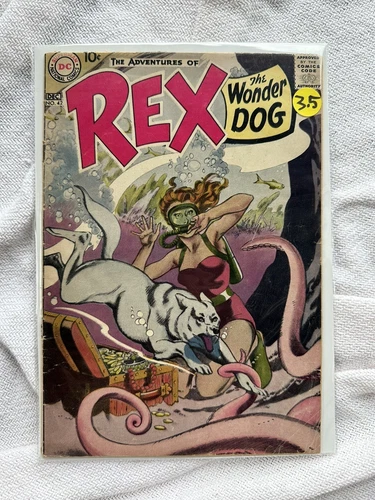 10¢
THE ADVENTURES OF
REX
The
Wonder
DOG
DC
NATIONAL COMICS
DEC.
NO. 42
APPROVED
BY THE
COMICS
CODE
AUTHORITY
3.5